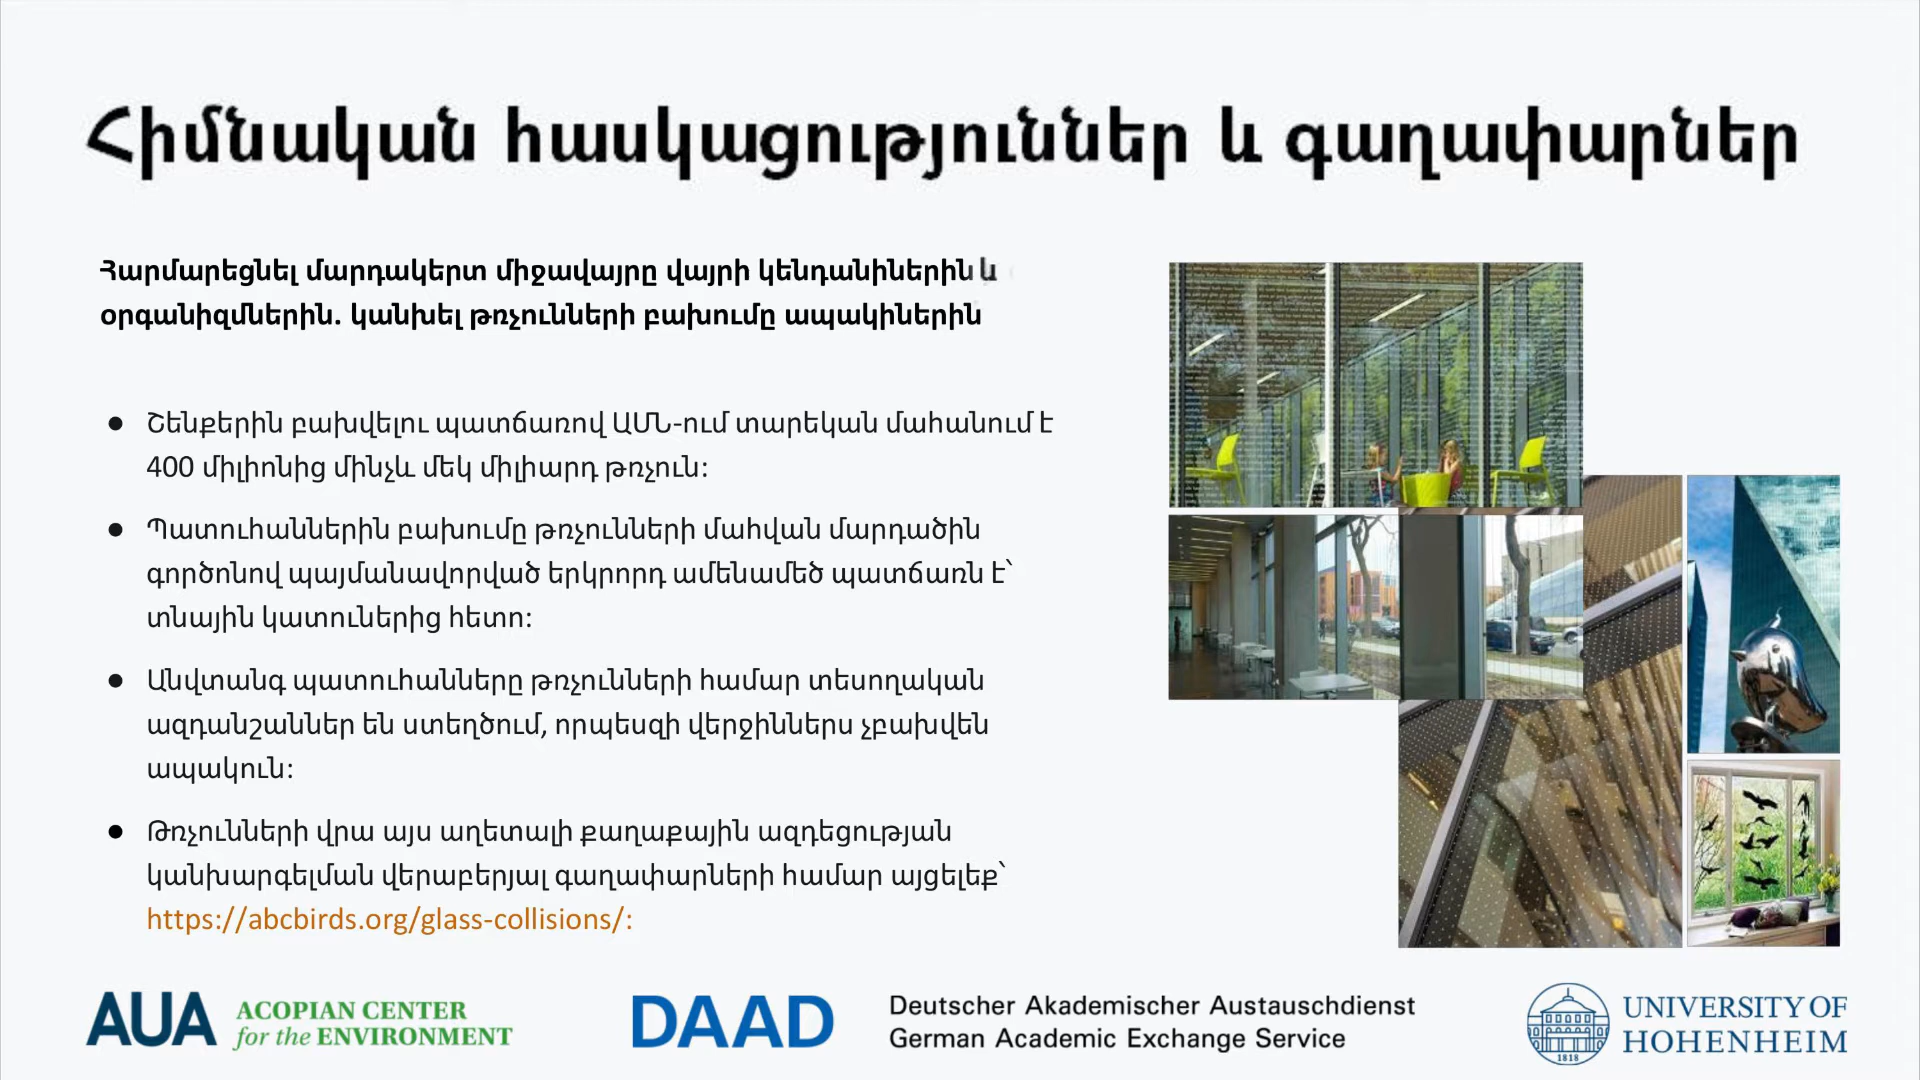 Հիմնական հասկացություններ և գաղափարներ
Հարմարեցնել մարդակերտ միջավայրը վայրի կենդանիներին և
օրգանիզմներին. կանխել թռչունների բախումը ապակիներին
● Շենքերին բախվելու պատճառով ԱՄՆ-ում տարեկան մահանում է
400 միլիոնից մինչև մեկ միլիարդ թռչուն:
● Պատուհաններին բախումը թռչունների մահվան մարդածին
գործոնով պայմանավորված երկրորդ ամենամեծ պատճառն է՝
տնային կատուներից հետո:
● Անվտանգ պատուհանները թռչունների համար տեսողական
ազդանշաններ են ստեղծում, որպեսզի վերջիններս չբախվեն
ապակուն:
● Թռչունների վրա այս աղետալի քաղաքային ազդեցության
կանխարգելման վերաբերյալ գաղափարների համար այցելեք՝
https://abcbirds.org/glass-collisions/:
AUA ACOPIAN CENTER
for the ENVIRONMENT
DAAD Deutscher Akademischer Austauschdienst
German Academic Exchange Service
1818
UNIVERSITY OF
HOHENHEIM